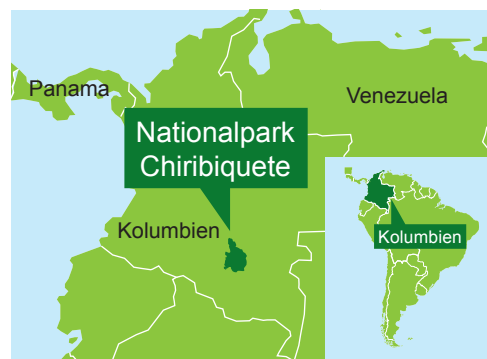 Panama
Venezuela
Nationalpark
Chiribiquete
Kolumbien
Kolumbien